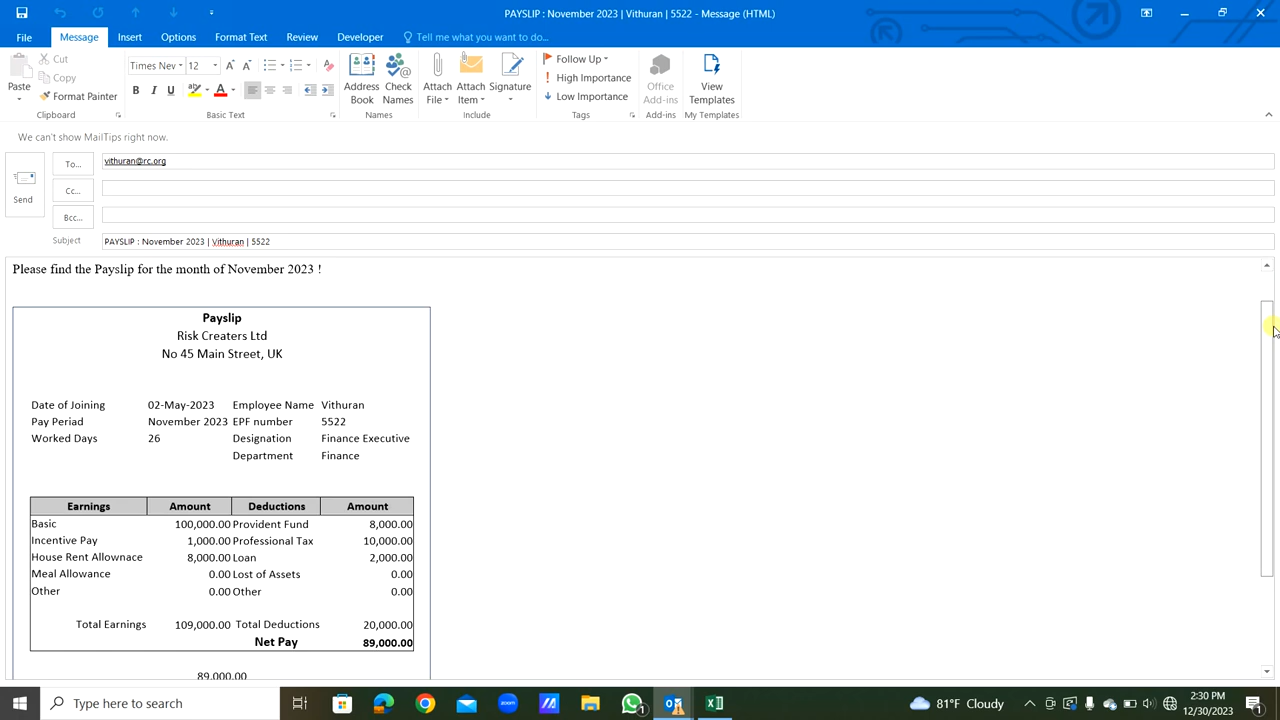 PAYSLIP : November 2023 | Vithuran | 5522 - Message (HTML)
File Message Insert Options Format Text Review Developer Tell me what you want to do...
Paste
Cut
Copy
Format Painter
Clipboard
Times Nev 12
B I U A
Basic Text
Address Book
Check Names
Names
Attach File
Attach Item
Signature
Include
Follow Up
High Importance
Low Importance
Tags
Office Add-ins
Add-ins
View Templates
My Templates
We can't show MailTips right now.
Send
To... vithuran@rc.org
Cc...
Bcc...
Subject PAYSLIP : November 2023 | Vithuran | 5522
Please find the Payslip for the month of November 2023 !
Payslip
Risk Creaters Ltd
No 45 Main Street, UK
Date of Joining 02-May-2023 Employee Name Vithuran
Pay Period November 2023 EPF number 5522
Worked Days 26 Designation Finance Executive
Department Finance
Earnings Amount Deductions Amount
Basic 100,000.00 Provident Fund 8,000.00
Incentive Pay 1,000.00 Professional Tax 10,000.00
House Rent Allownace 8,000.00 Loan 2,000.00
Meal Allowance 0.00 Lost of Assets 0.00
Other 0.00 Other 0.00
Total Earnings 109,000.00 Total Deductions 20,000.00
Net Pay 89,000.00
89,000.00
Type here to search
81°F Cloudy
2:30 PM
12/30/2023